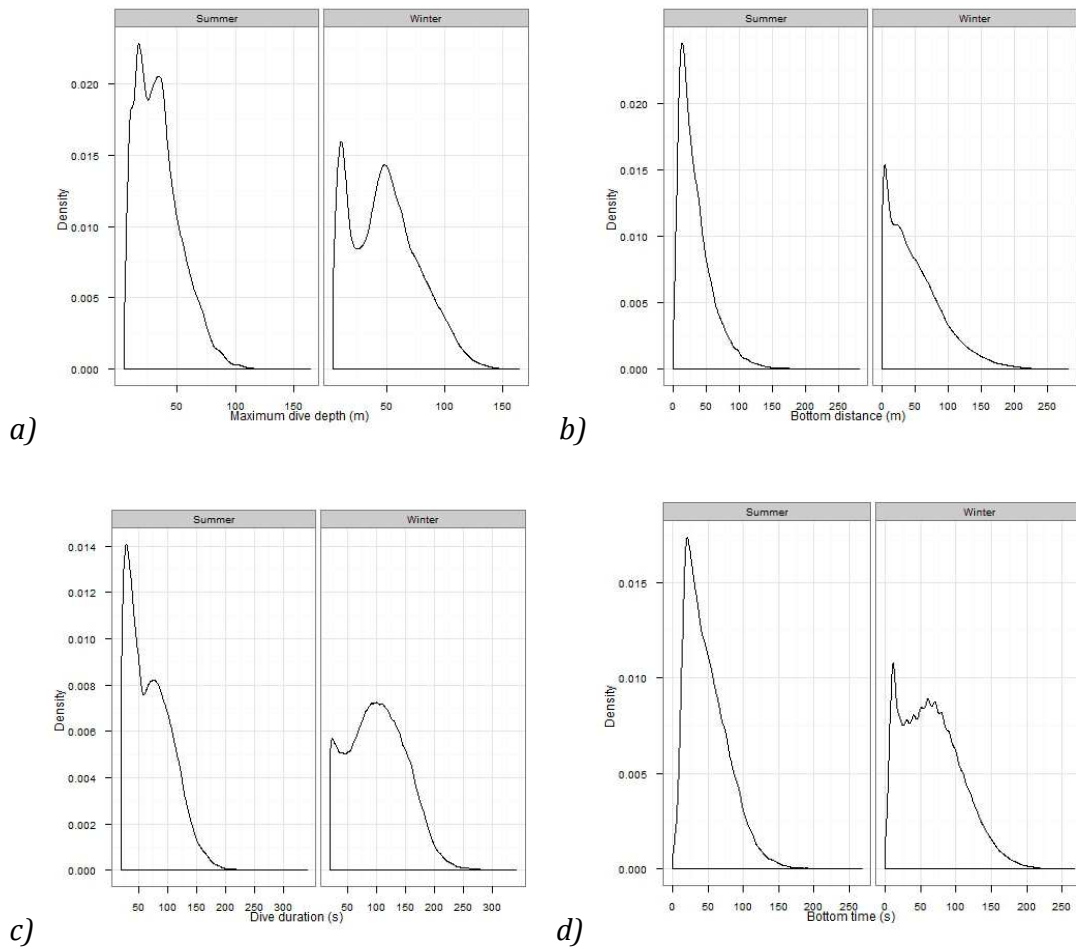 Summer Winter
0.020
0.015
0.010
0.005
0.000
Density
50 100 150 50 100 150
Maximum dive depth (m)
a)
Summer Winter
0.020
0.015
0.010
0.005
0.000
Density
0 50 100 150 200 250 0 50 100 150 200 250
Bottom distance (m)
b)
Summer Winter
0.014
0.012
0.010
0.008
0.006
0.004
0.002
0.000
Density
50 100 150 200 250 300 50 100 150 200 250 300
Dive duration (s)
c)
Summer Winter
0.015
0.010
0.005
0.000
Density
0 50 100 150 200 250 0 50 100 150 200 250
Bottom time (s)
d)